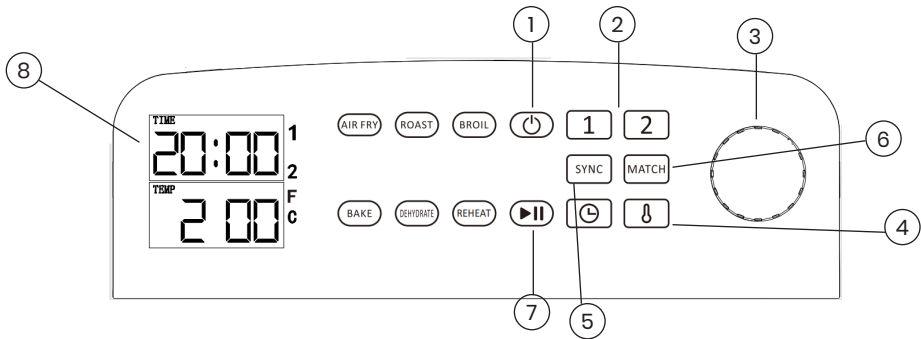 1
2
3
8
TIME
20:00
1
2
AIR FRY
ROAST
BROIL
1
2
6
SYNC
MATCH
TEMP
200
F
C
BAKE
DEHYDRATE
REHEAT
4
7
5